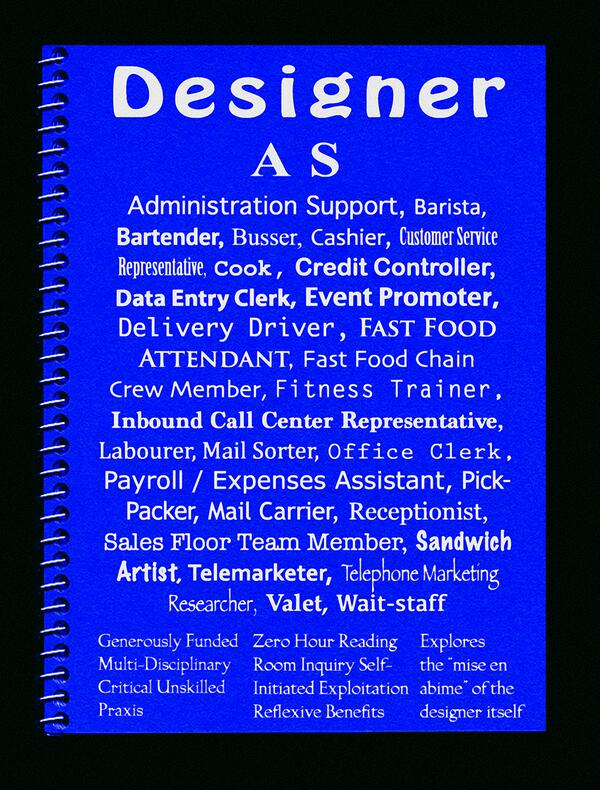 Designer
AS
Administration Support, Barista,
Bartender, Busser, Cashier, Customer Service
Representative, Cook, Credit Controller,
Data Entry Clerk, Event Promoter,
Delivery Driver, FAST FOOD
ATTENDANT, Fast Food Chain
Crew Member, Fitness Trainer,
Inbound Call Center Representative,
Labourer, Mail Sorter, Office Clerk,
Payroll / Expenses Assistant, Pick-
Packer, Mail Carrier, Receptionist,
Sales Floor Team Member, Sandwich
Artist, Telemarketer, Telephone Marketing
Researcher, Valet, Wait-staff
Generously Funded
Multi-Disciplinary
Critical Unskilled
Praxis
Zero Hour Reading
Room Inquiry Self-
Initiated Exploitation
Reflexive Benefits
Explores
the "mise en
abime" of the
designer itself